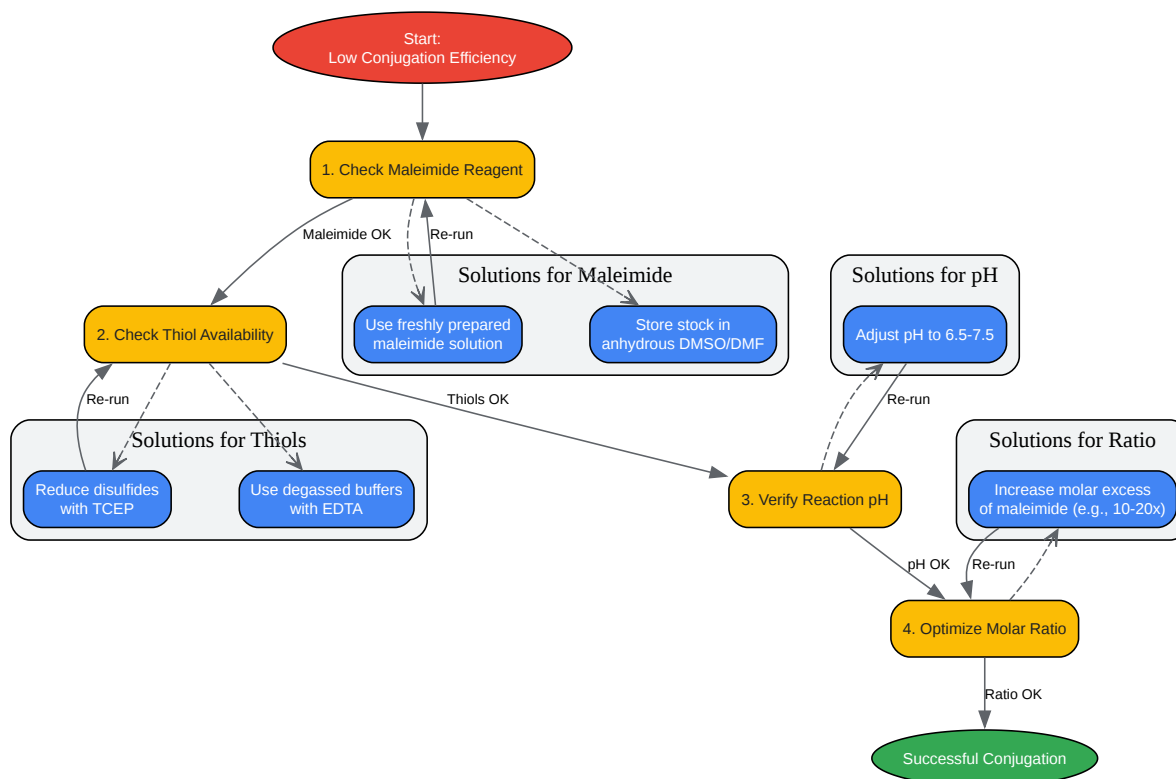 Start:
Low Conjugation Efficiency
1. Check Maleimide Reagent
Maleimide OK
Re-run
Solutions for Maleimide
Solutions for pH
2. Check Thiol Availability
Use freshly prepared
maleimide solution
Store stock in
anhydrous DMSO/DMF
Adjust pH to 6.5-7.5
Re-run
Thiols OK
Re-run
Solutions for Thiols
Solutions for Ratio
Reduce disulfides
with TCEP
Use degassed buffers
with EDTA
3. Verify Reaction pH
Increase molar excess
of maleimide (e.g., 10-20x)
pH OK
Re-run
4. Optimize Molar Ratio
Ratio OK
Successful Conjugation